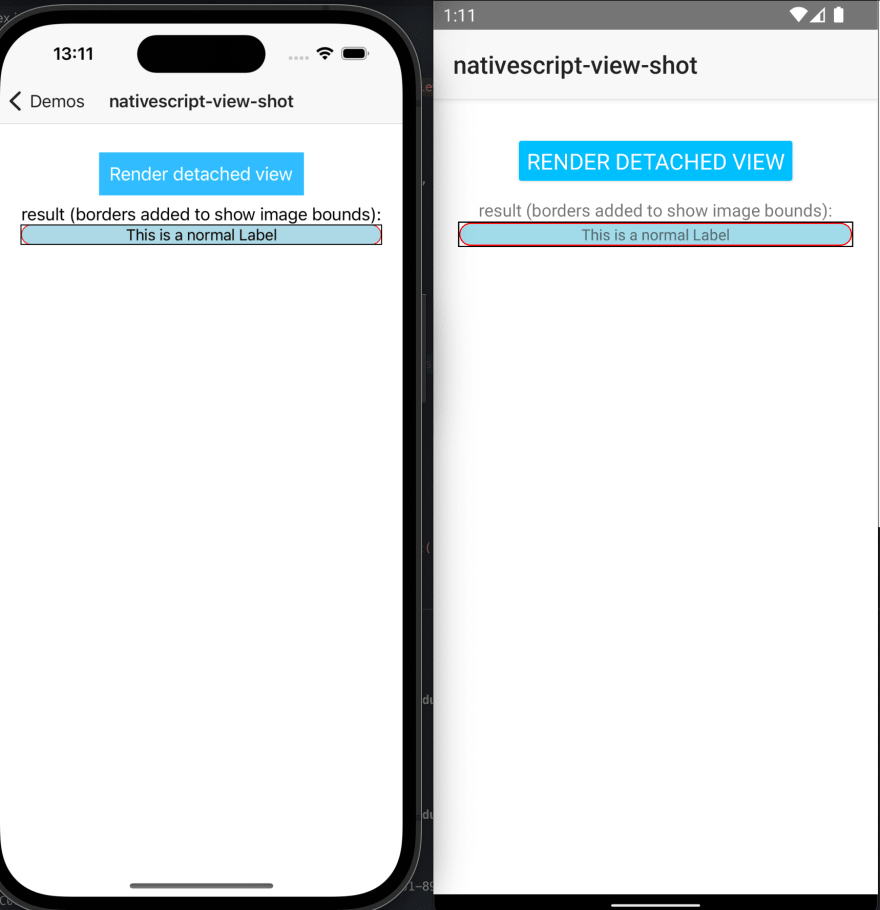 13:11
Demos
nativescript-view-shot
Render detached view
result (borders added to show image bounds):
This is a normal Label
1:11
nativescript-view-shot
RENDER DETACHED VIEW
result (borders added to show image bounds):
This is a normal Label